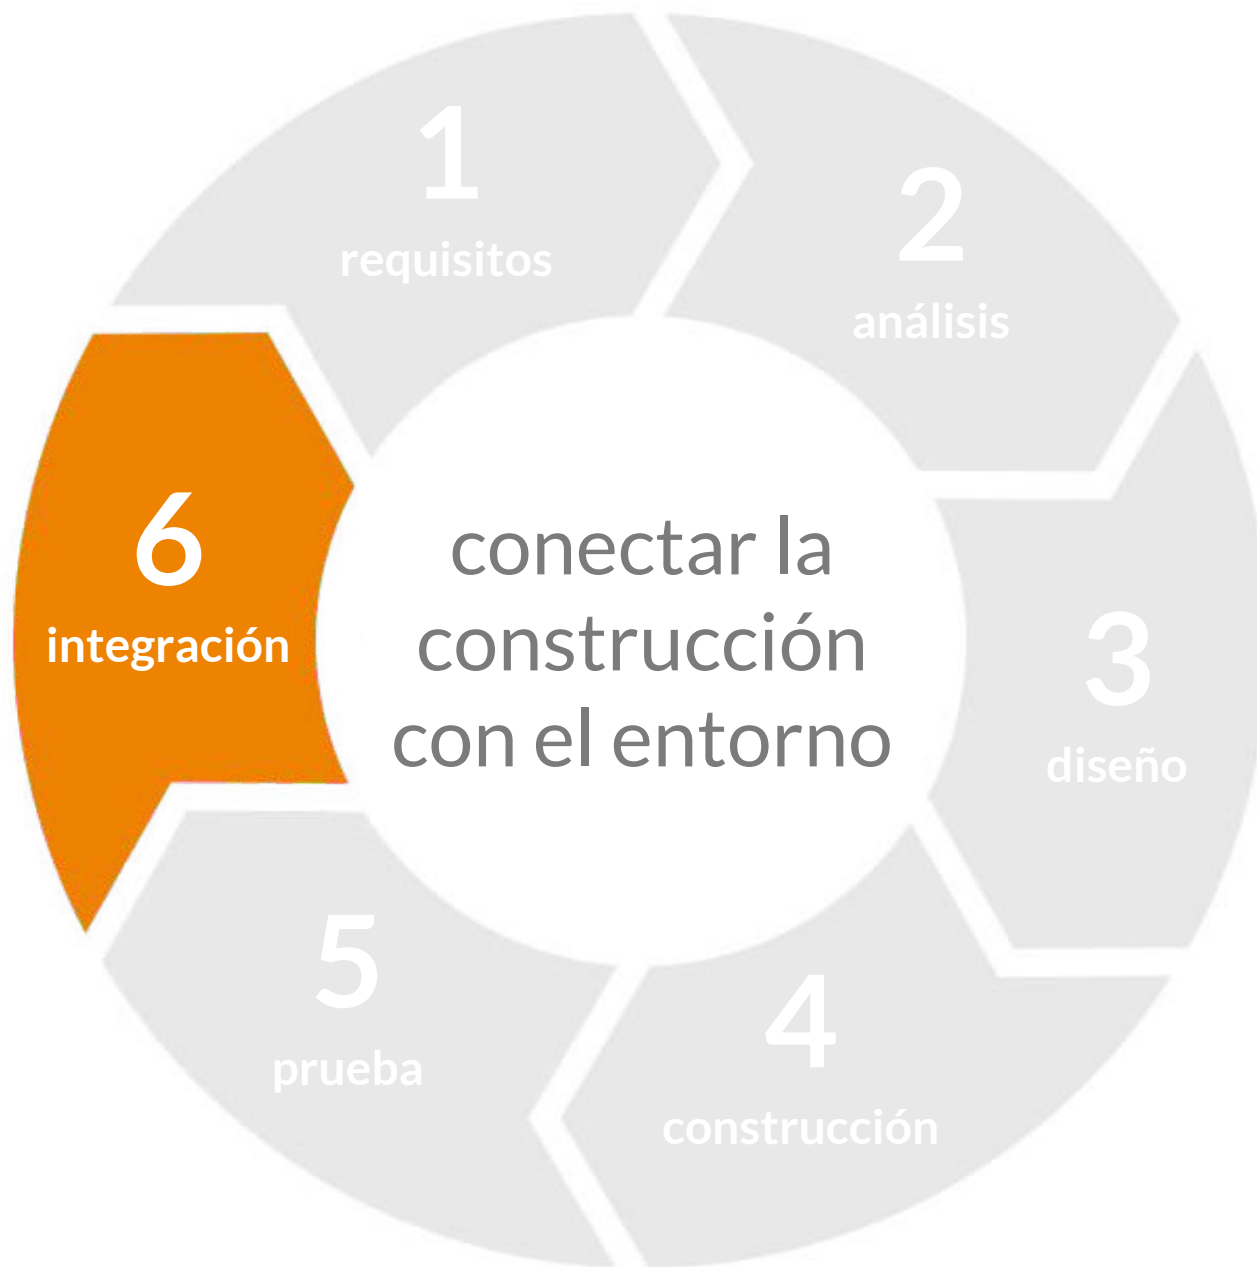 1
requisitos
2
análisis
3
diseño
4
construcción
5
prueba
6
integración
conectar la
construcción
con el entorno